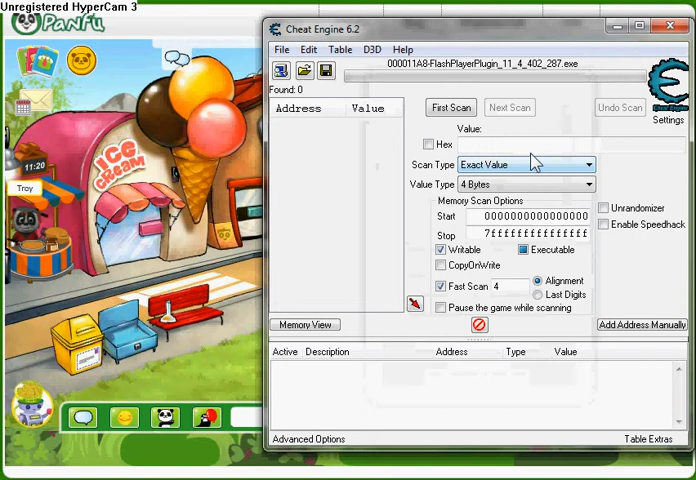 Unregistered HyperCam 3
PanFu
11:20
Troy
ICE CREAM
Cheat Engine 6.2
File Edit Table D3D Help
000011A8-FlashPlayerPlugin_11_4_402_287.exe
Found: 0
Address Value
First Scan Next Scan Undo Scan
Cheat Engine
Settings
Value:
Hex
Scan Type Exact Value
Value Type 4 Bytes
Memory Scan Options
Start 0000000000000000
Stop 7fffffffffffffff
Unrandomizer
Enable Speedhack
Writable Executable
CopyOnWrite
Fast Scan 4 Alignment
Last Digits
Pause the game while scanning
Memory View Add Address Manually
Active Description Address Type Value
Advanced Options Table Extras